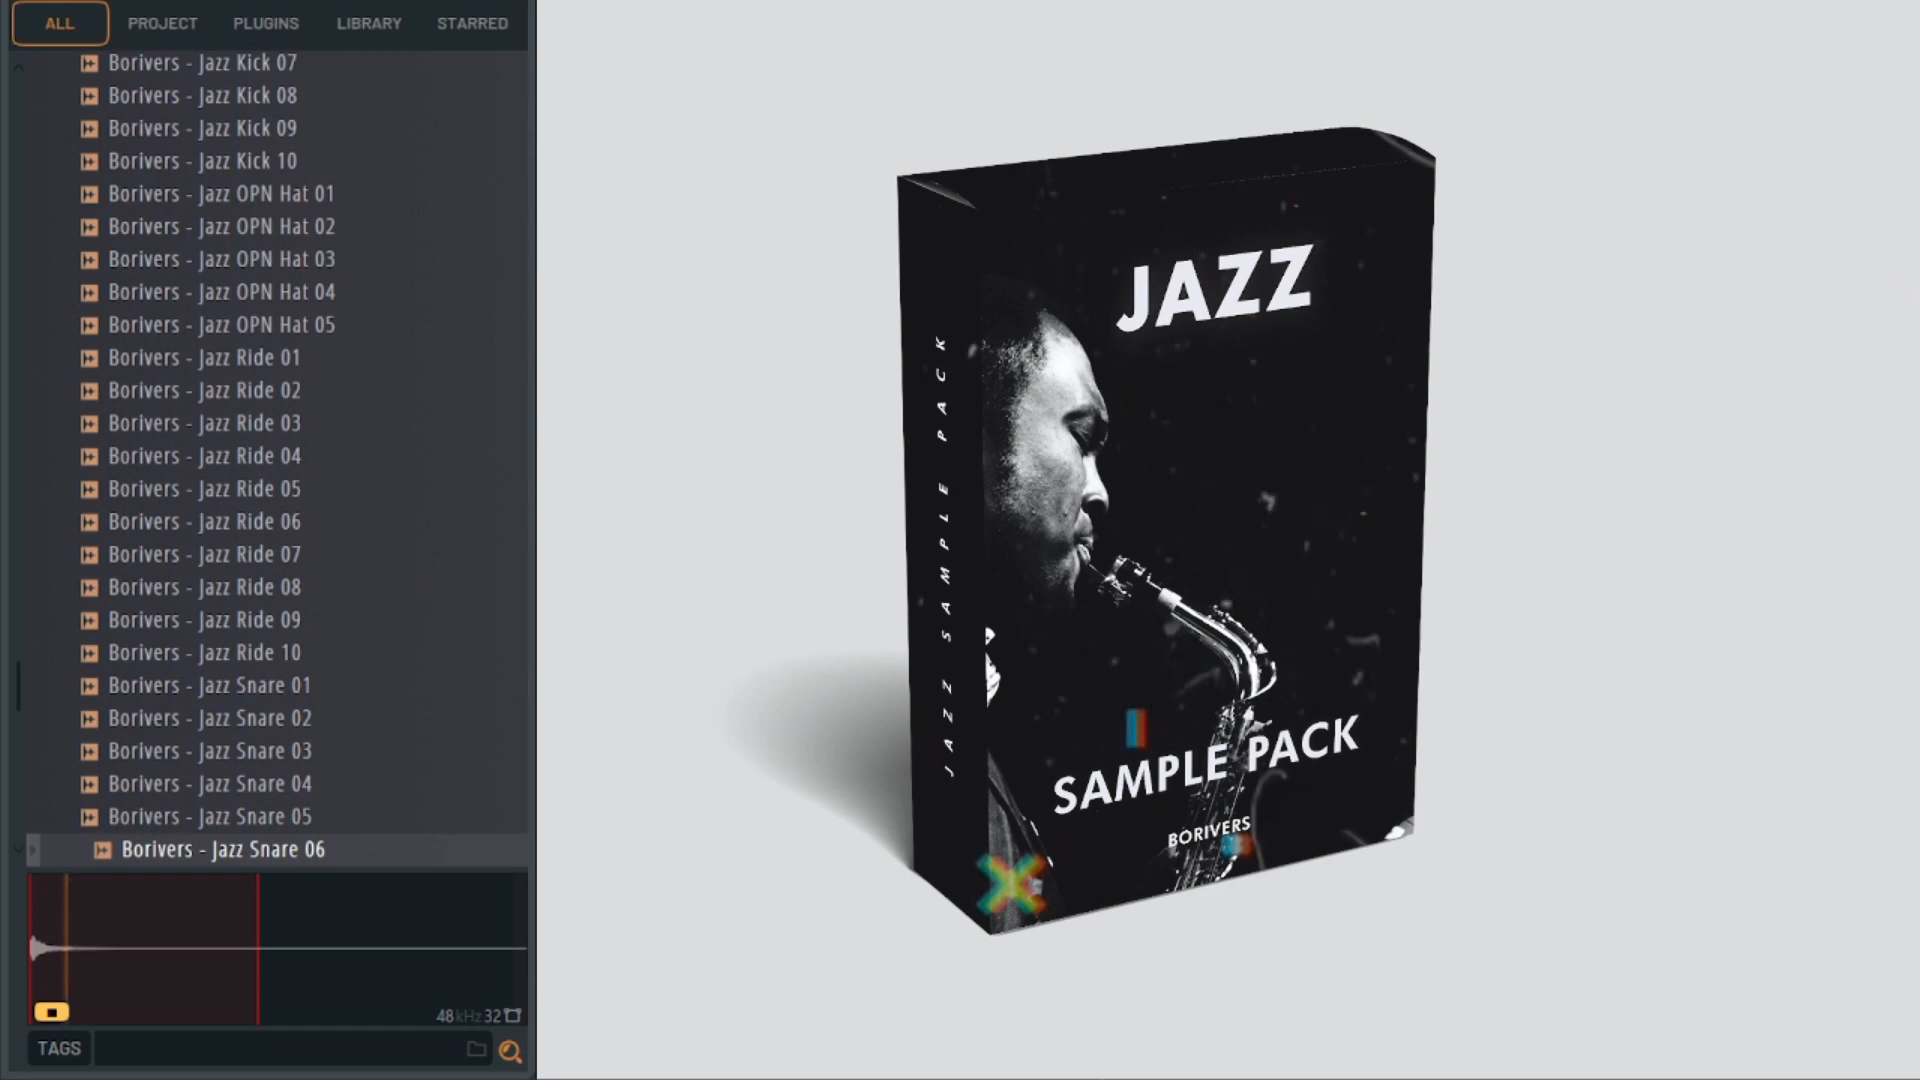 ALL PROJECT PLUGINS LIBRARY STARRED
Borivers - Jazz Kick 07
Borivers - Jazz Kick 08
Borivers - Jazz Kick 09
Borivers - Jazz Kick 10
Borivers - Jazz OPN Hat 01
Borivers - Jazz OPN Hat 02
Borivers - Jazz OPN Hat 03
Borivers - Jazz OPN Hat 04
Borivers - Jazz OPN Hat 05
Borivers - Jazz Ride 01
Borivers - Jazz Ride 02
Borivers - Jazz Ride 03
Borivers - Jazz Ride 04
Borivers - Jazz Ride 05
Borivers - Jazz Ride 06
Borivers - Jazz Ride 07
Borivers - Jazz Ride 08
Borivers - Jazz Ride 09
Borivers - Jazz Ride 10
Borivers - Jazz Snare 01
Borivers - Jazz Snare 02
Borivers - Jazz Snare 03
Borivers - Jazz Snare 04
Borivers - Jazz Snare 05
Borivers - Jazz Snare 06
48kHz 32
TAGS
JAZZ SAMPLE PACK
JAZZ
SAMPLE PACK
BORIVERS